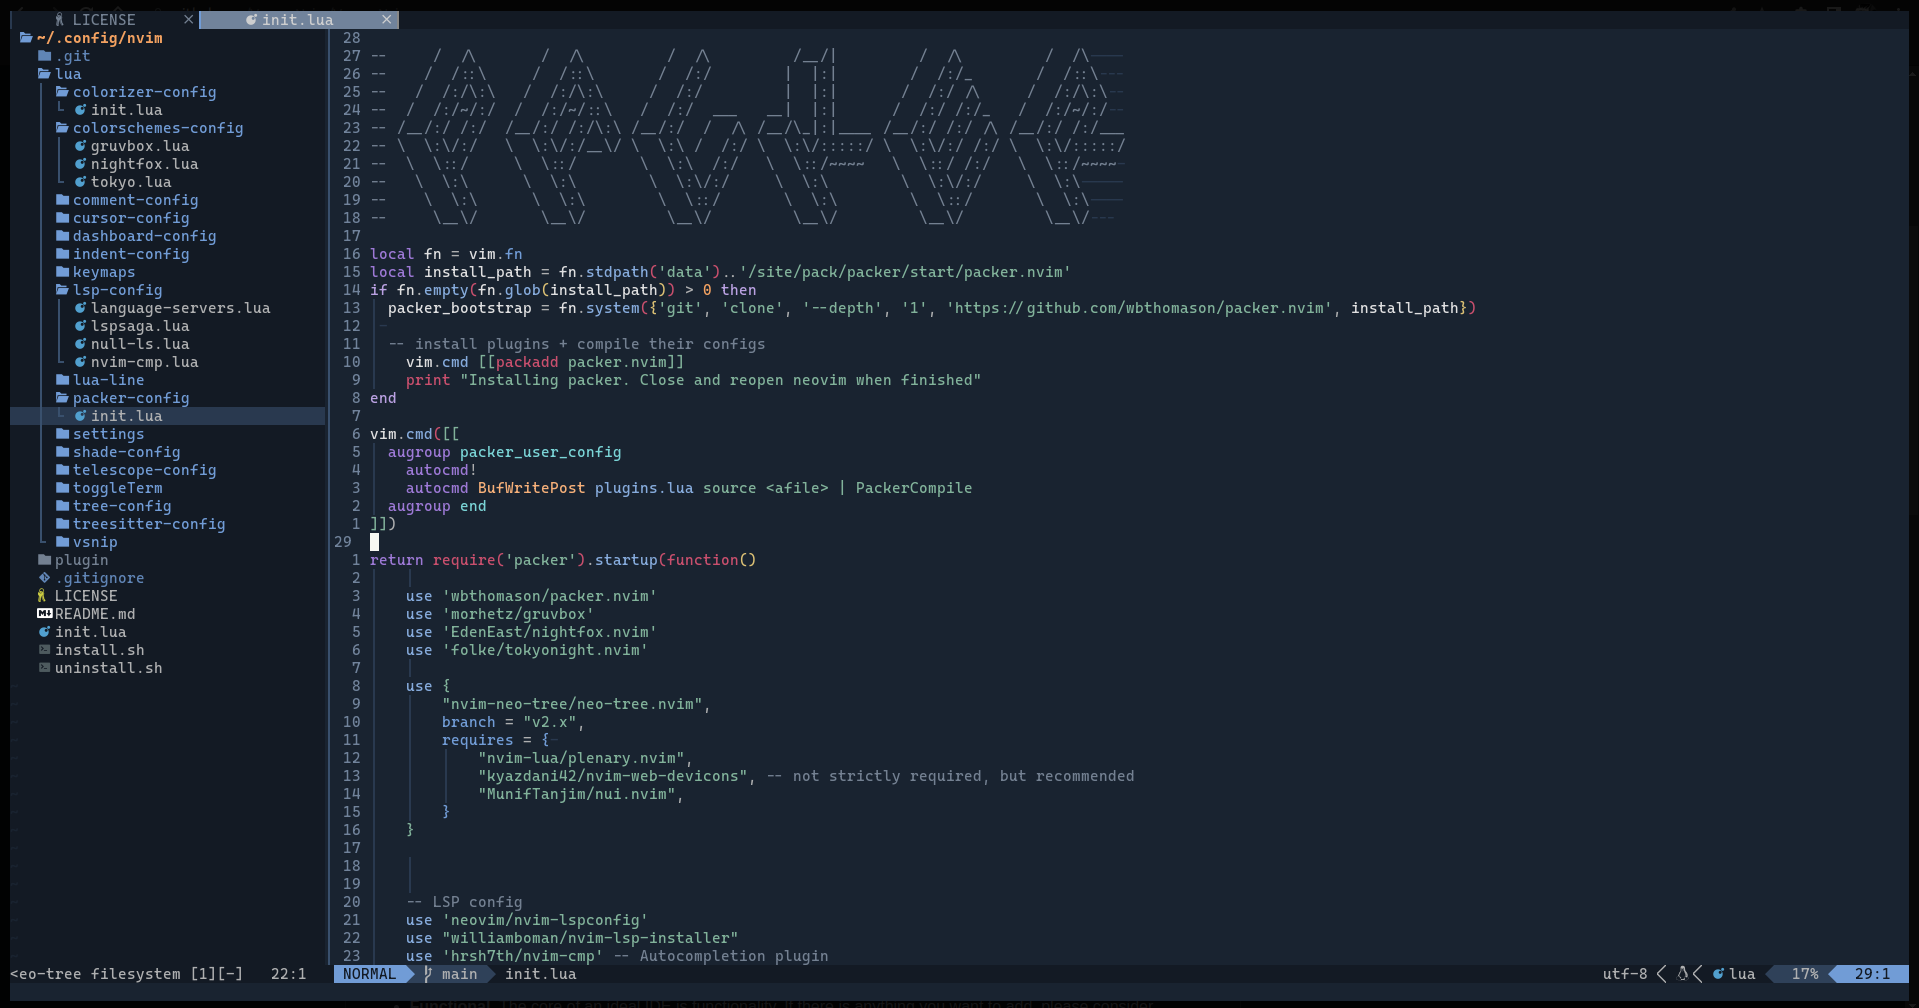 LICENSE × init.lua ×
~/.config/nvim
.git
lua
colorizer-config
init.lua
colorschemes-config
gruvbox.lua
nightfox.lua
tokyo.lua
comment-config
cursor-config
dashboard-config
indent-config
keymaps
lsp-config
language-servers.lua
lspsaga.lua
null-ls.lua
nvim-cmp.lua
lua-line
packer-config
init.lua
settings
shade-config
telescope-config
toggleTerm
tree-config
treesitter-config
vsnip
plugin
.gitignore
LICENSE
README.md
init.lua
install.sh
uninstall.sh
28
27 --     /  /\        /  /\          /  /\          /__/|          /  /\          /  /\
26 --    /  /::\      /  /::\        /  /:/         |  |:|         /  /:/_        /  /::\
25 --   /  /:/\:\    /  /:/\:\      /  /:/          |  |:|        /  /:/ /\      /  /:/\:\
24 --  /  /:/~/:/   /  /:/~/::\    /  /:/  ___    __|  |:|       /  /:/ /:/_    /  /:/~/:/
23 -- /__/:/ /:/   /__/:/ /:/\:\  /__/:/  /  /\  /__/\_|:|____  /__/:/ /:/ /\  /__/:/ /:/___
22 -- \  \:\/:/    \  \:\/:/__\/  \  \:\ /  /:/  \  \:\/:::::/  \  \:\/:/ /:/  \  \:\/:::::/
21 --  \  \::/      \  \::/        \  \:\  /:/    \  \::/~~~~    \  \::/ /:/    \  \::/~~~~
20 --   \  \:\       \  \:\         \  \:\/:/      \  \:\         \  \:\/:/      \  \:\
19 --    \  \:\       \  \:\         \  \::/        \  \:\         \  \::/        \  \:\
18 --     \__\/        \__\/          \__\/          \__\/          \__\/          \__\/
17
16 local fn = vim.fn
15 local install_path = fn.stdpath('data')..'/site/pack/packer/start/packer.nvim'
14 if fn.empty(fn.glob(install_path)) > 0 then
13   packer_bootstrap = fn.system({'git', 'clone', '--depth', '1', 'https://github.com/wbthomason/packer.nvim', install_path})
12
11   -- install plugins + compile their configs
10     vim.cmd [[packadd packer.nvim]]
9     print "Installing packer. Close and reopen neovim when finished"
8 end
7
6 vim.cmd([[
5   augroup packer_user_config
4     autocmd!
3     autocmd BufWritePost plugins.lua source <afile> | PackerCompile
2   augroup end
1 ]])
29
1 return require('packer').startup(function()
2
3     use 'wbthomason/packer.nvim'
4     use 'morhetz/gruvbox'
5     use 'EdenEast/nightfox.nvim'
6     use 'folke/tokyonight.nvim'
7
8     use {
9         "nvim-neo-tree/neo-tree.nvim",
10         branch = "v2.x",
11         requires = {
12             "nvim-lua/plenary.nvim",
13             "kyazdani42/nvim-web-devicons", -- not strictly required, but recommended
14             "MunifTanjim/nui.nvim",
15         }
16     }
17
18
19
20     -- LSP config
21     use 'neovim/nvim-lspconfig'
22     use "williamboman/nvim-lsp-installer"
23     use 'hrsh7th/nvim-cmp' -- Autocompletion plugin
<eo-tree filesystem [1][-] 22:1 NORMAL main init.lua utf-8 lua 17% 29:1